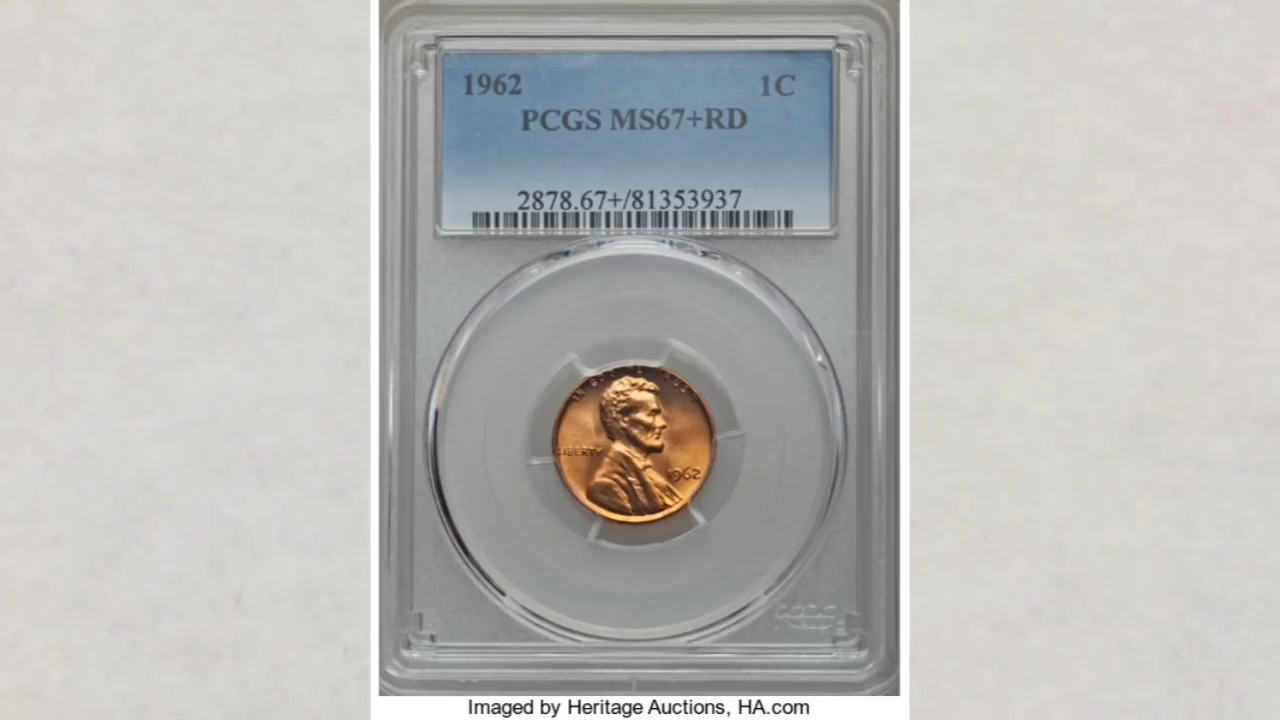 1962 1C
PCGS MS67+RD
2878.67+/81353937
LIBERTY
1962
Imaged by Heritage Auctions, HA.com